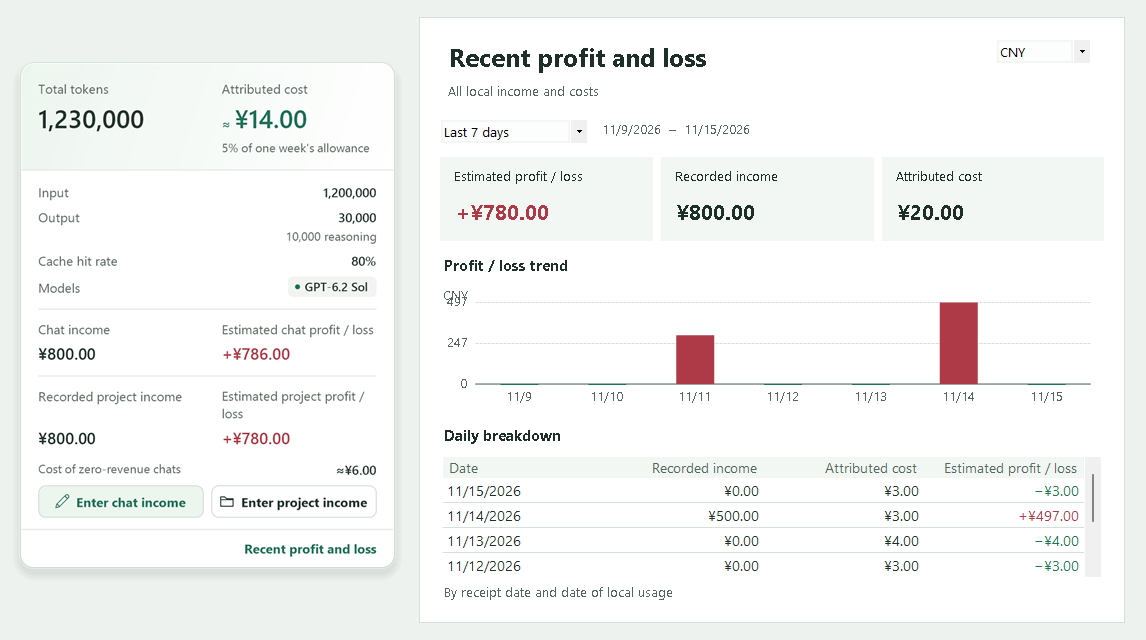 Total tokens
1,230,000
Attributed cost
≈ ¥14.00
5% of one week's allowance
Input 1,200,000
Output 30,000
10,000 reasoning
Cache hit rate 80%
Models GPT-6.2 Sol
Chat income
¥800.00
Estimated chat profit / loss
+¥786.00
Recorded project income
¥800.00
Estimated project profit /
loss
+¥780.00
Cost of zero-revenue chats ≈¥6.00
Enter chat income
Enter project income
Recent profit and loss
Recent profit and loss
CNY
All local income and costs
Last 7 days
11/9/2026 – 11/15/2026
Estimated profit / loss
+¥780.00
Recorded income
¥800.00
Attributed cost
¥20.00
Profit / loss trend
CNY
497
247
0
11/9 11/10 11/11 11/12 11/13 11/14 11/15
Daily breakdown
Date Recorded income Attributed cost Estimated profit / loss
11/15/2026 ¥0.00 ¥3.00 −¥3.00
11/14/2026 ¥500.00 ¥3.00 +¥497.00
11/13/2026 ¥0.00 ¥4.00 −¥4.00
11/12/2026 ¥0.00 ¥3.00 −¥3.00
By receipt date and date of local usage